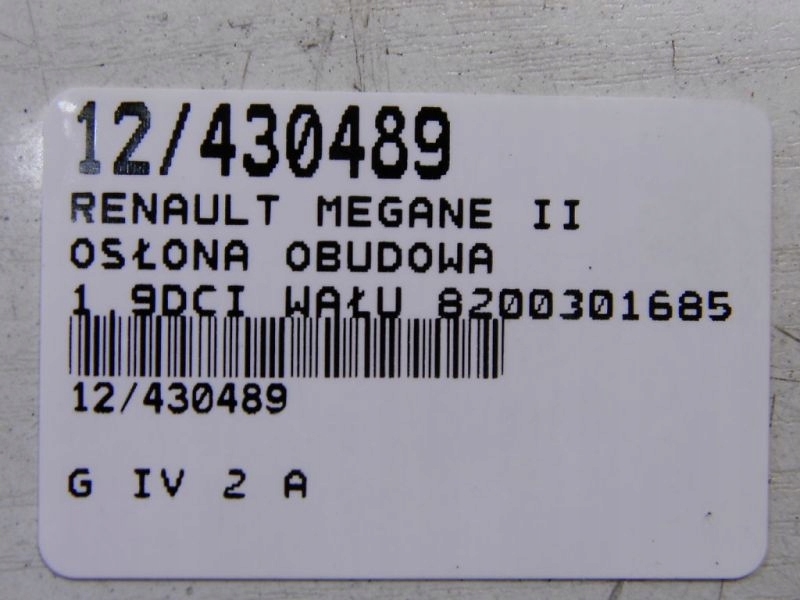 12/430489
RENAULT MEGANE II
OSŁONA OBUDOWA
1.9DCI WAŁU 8200301685
12/430489
G IV 2 A